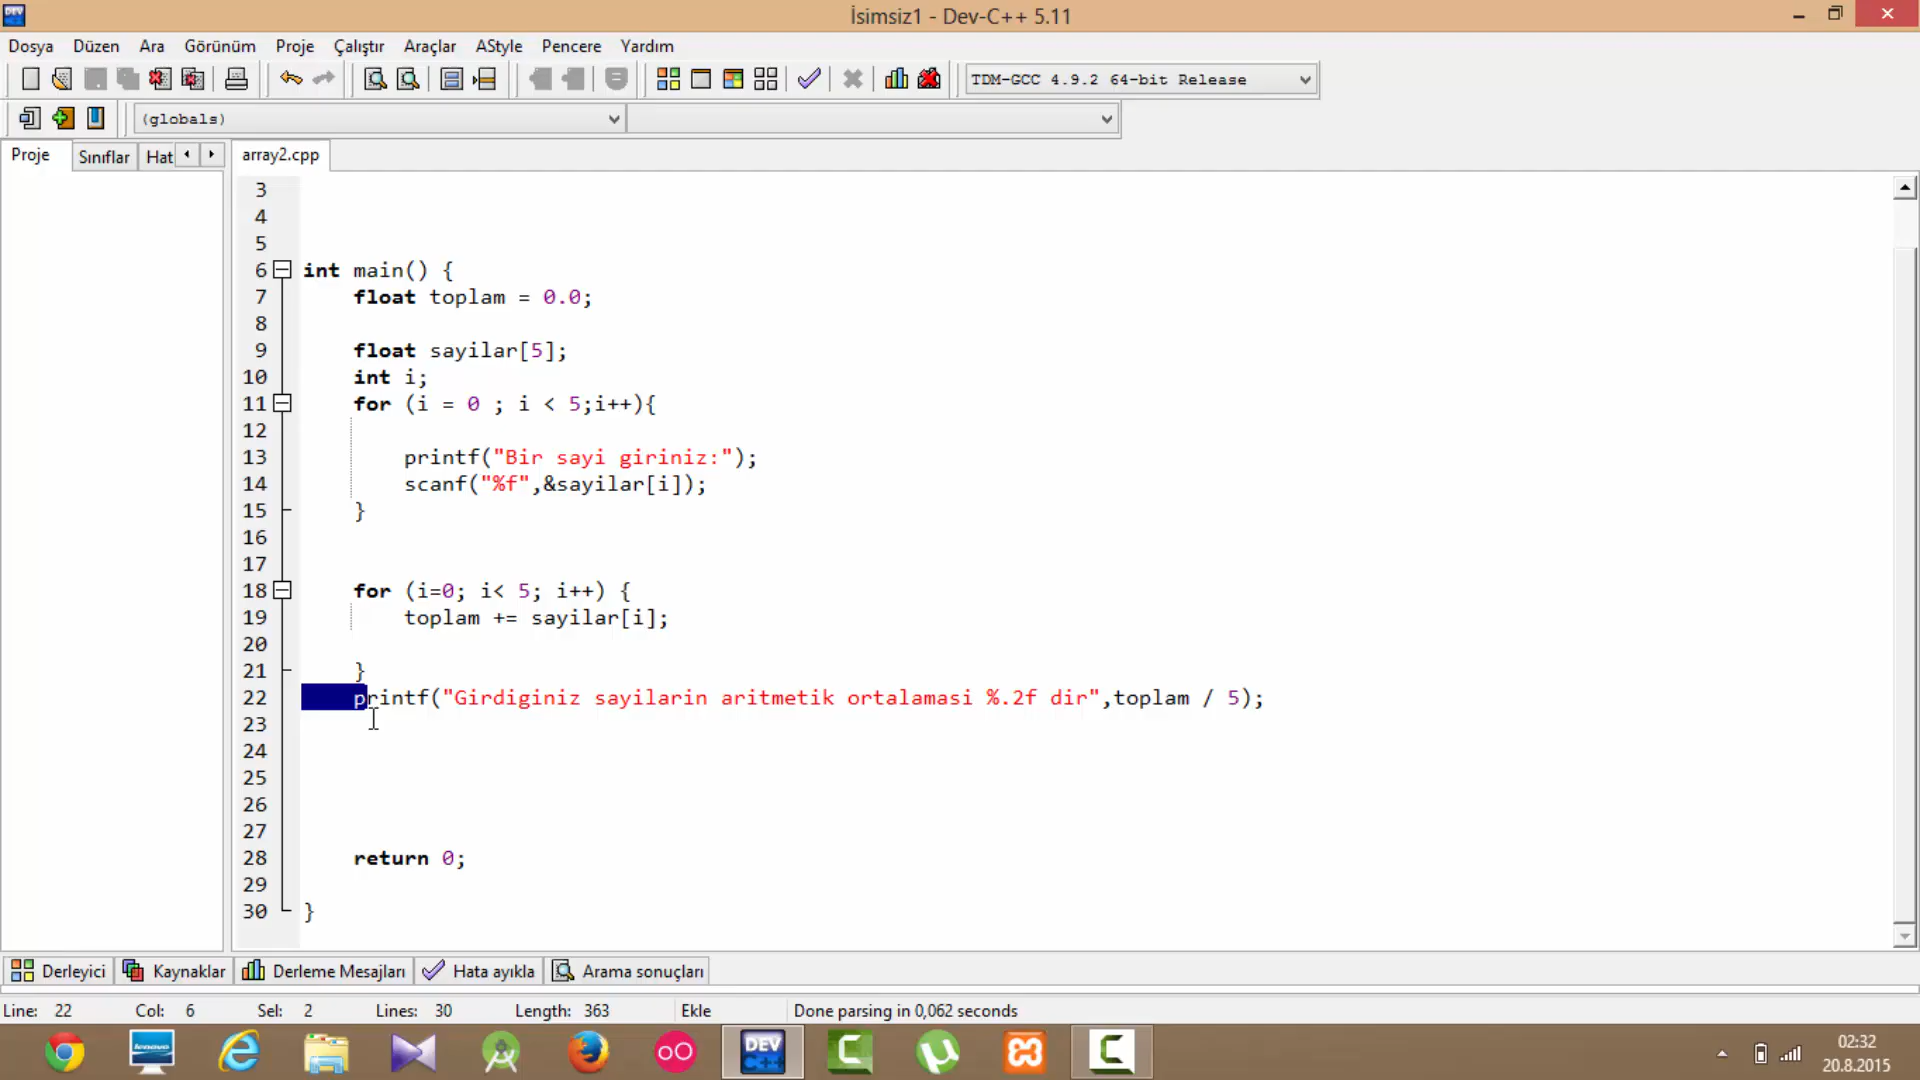 İsimsiz1 - Dev-C++ 5.11
Dosya Düzen Ara Görünüm Proje Çalıştır Araçlar AStyle Pencere Yardım
TDM-GCC 4.9.2 64-bit Release
(globals)
Proje Sınıflar Hat array2.cpp
3
4
5
6 int main() {
7 float toplam = 0.0;
8
9 float sayilar[5];
10 int i;
11 for (i = 0 ; i < 5;i++){
12
13 printf("Bir sayi giriniz:");
14 scanf("%f",&sayilar[i]);
15 }
16
17
18 for (i=0; i< 5; i++) {
19 toplam += sayilar[i];
20
21 }
22 printf("Girdiginiz sayilarin aritmetik ortalamasi %.2f dir",toplam / 5);
23
24
25
26
27
28 return 0;
29
30 }
Derleyici Kaynaklar Derleme Mesajları Hata ayıkla Arama sonuçları
Line: 22 Col: 6 Sel: 2 Lines: 30 Length: 363 Ekle Done parsing in 0,062 seconds
lenovo DEV C++
02:32
20.8.2015